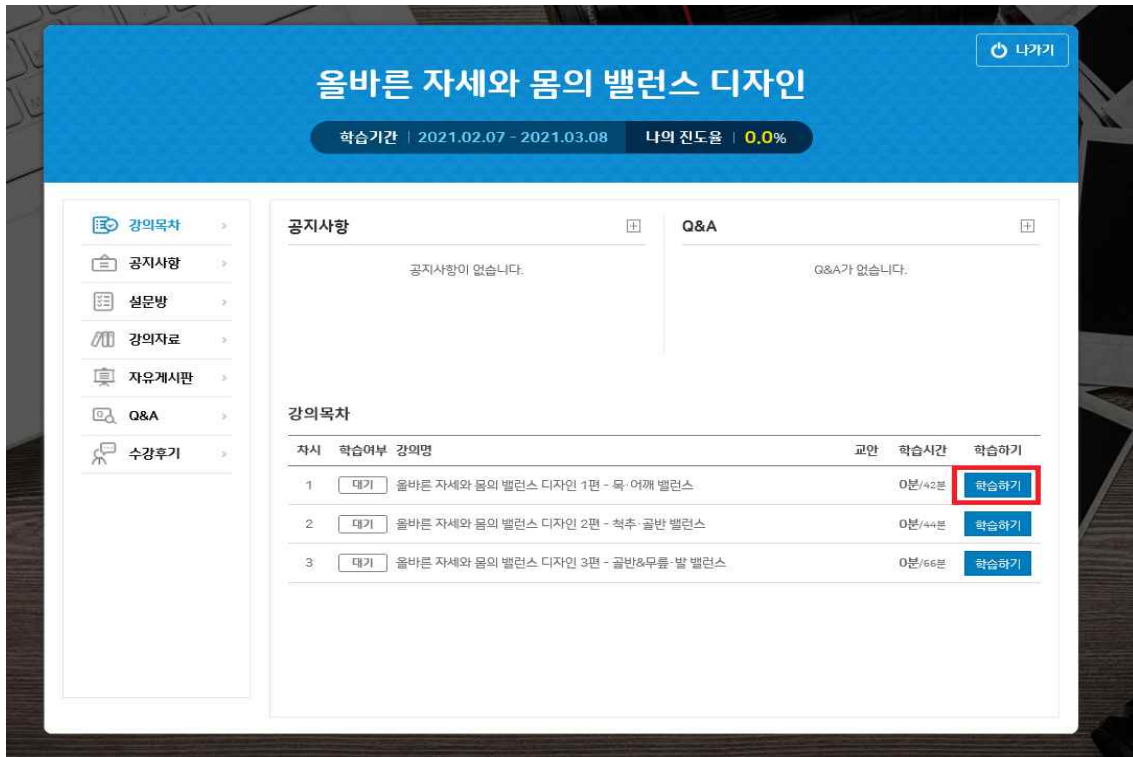 나가기
올바른 자세와 몸의 밸런스 디자인
학습기간 | 2021.02.07 - 2021.03.08 나의 진도율 | 0.0%
강의목차
공지사항
설문방
강의자료
자유게시판
Q&A
수강후기
공지사항
공지사항이 없습니다.
Q&A
Q&A가 없습니다.
강의목차
차시 학습여부 강의명 교안 학습시간 학습하기
1 대기 올바른 자세와 몸의 밸런스 디자인 1편 - 목·어깨 밸런스 0분/42분 학습하기
2 대기 올바른 자세와 몸의 밸런스 디자인 2편 - 척추·골반 밸런스 0분/44분 학습하기
3 대기 올바른 자세와 몸의 밸런스 디자인 3편 - 골반&무릎·발 밸런스 0분/66분 학습하기